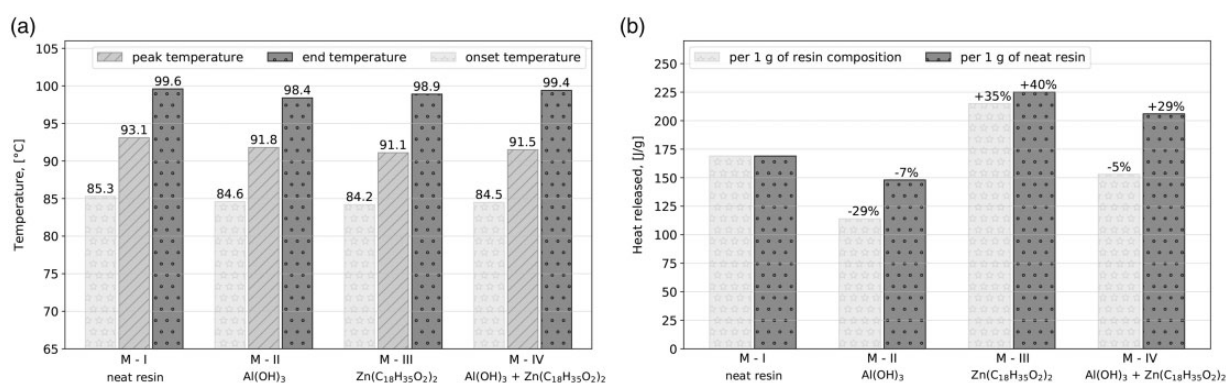 (a)
105
100
95
90
85
80
75
70
65
Temperature, [°C]
peak temperature
end temperature
onset temperature
85.3
93.1
99.6
84.6
91.8
98.4
84.2
91.1
98.9
84.5
91.5
99.4
M - I
neat resin
M - II
Al(OH)₃
M - III
Zn(C₁₈H₃₅O₂)₂
M - IV
Al(OH)₃ + Zn(C₁₈H₃₅O₂)₂
(b)
250
225
200
175
150
125
100
75
50
25
0
Heat released, [J/g]
per 1 g of resin composition
per 1 g of neat resin
-29%
-7%
+35%
+40%
-5%
+29%
M - I
neat resin
M - II
Al(OH)₃
M - III
Zn(C₁₈H₃₅O₂)₂
M - IV
Al(OH)₃ + Zn(C₁₈H₃₅O₂)₂